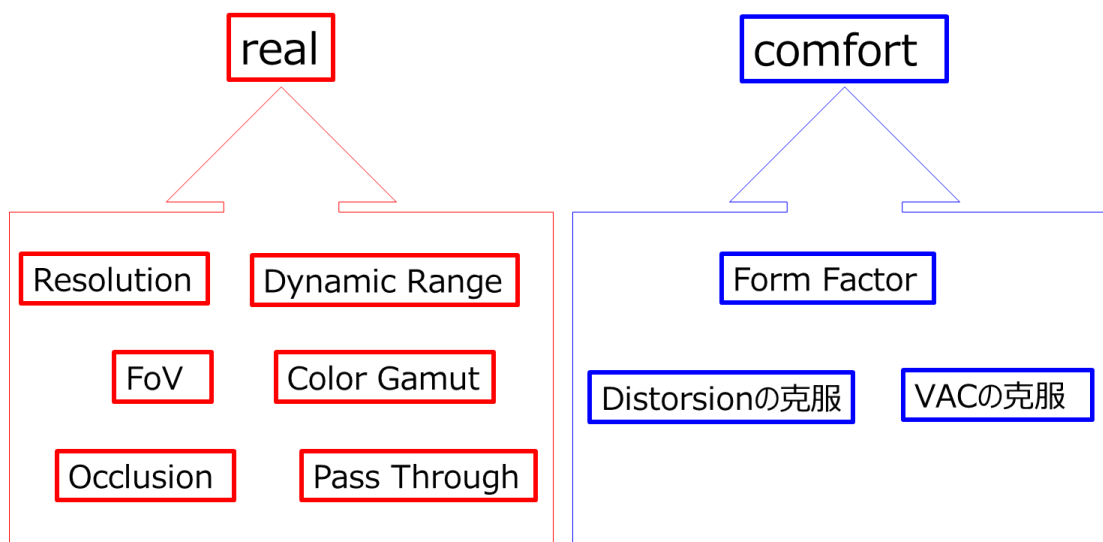 real
comfort
Resolution
Dynamic Range
FoV
Color Gamut
Occlusion
Pass Through
Form Factor
Distorsionの克服
VACの克服